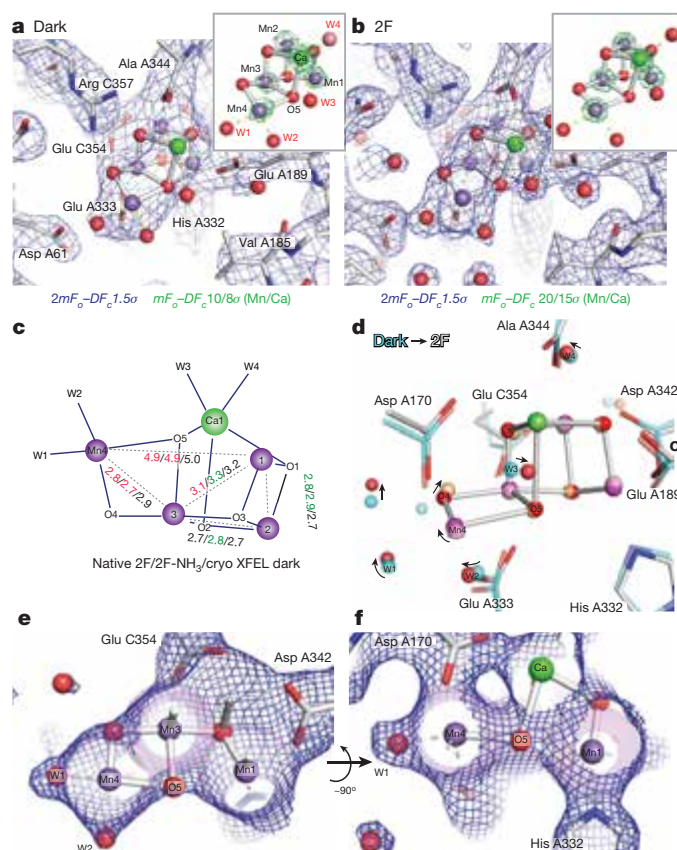 a Dark
Mn2
W4
Ca
Mn3
Mn1
Mn4
O5
W3
W1
W2
Ala A344
Arg C357
Glu C354
Glu A189
Glu A333
His A332
Asp A61
Val A185
2mFo–DFc1.5σ mFo–DFc10/8σ (Mn/Ca)
b 2F
2mFo–DFc1.5σ mFo–DFc 20/15σ (Mn/Ca)
c
W3
W4
W2
Ca1
O5
Mn4
W1
4.9/4.9/5.0
1
O1
2.8/2.7/2.9
3.1/3.3/3.2
2.8/2.9/2.7
O4
3
O3
O2
2
2.7/2.8/2.7
Native 2F/2F-NH3/cryo XFEL dark
d Dark → 2F
Ala A344
W4
Asp A170
Glu C354
Asp A342
W3
O4
O5
Glu A189
Mn4
W1
W2
Glu A333
His A332
e
Glu C354
Asp A342
Mn3
W1
Mn4
Mn1
O5
W2
~90°
f
Asp A170
Ca
Mn4
O5
Mn1
W1
His A332